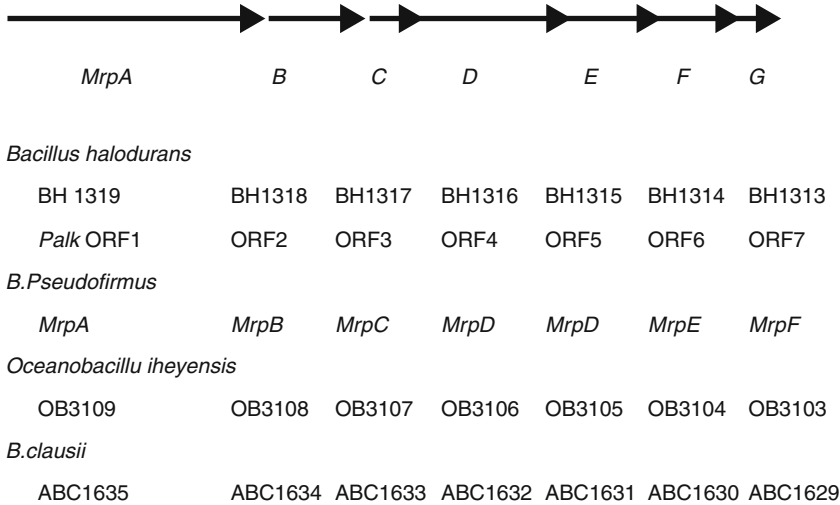 MrpA B C D E F G
Bacillus halodurans
BH 1319 BH1318 BH1317 BH1316 BH1315 BH1314 BH1313
Palk ORF1 ORF2 ORF3 ORF4 ORF5 ORF6 ORF7
B.Pseudofirmus
MrpA MrpB MrpC MrpD MrpD MrpE MrpF
Oceanobacillu iheyensis
OB3109 OB3108 OB3107 OB3106 OB3105 OB3104 OB3103
B.clausii
ABC1635 ABC1634 ABC1633 ABC1632 ABC1631 ABC1630 ABC1629